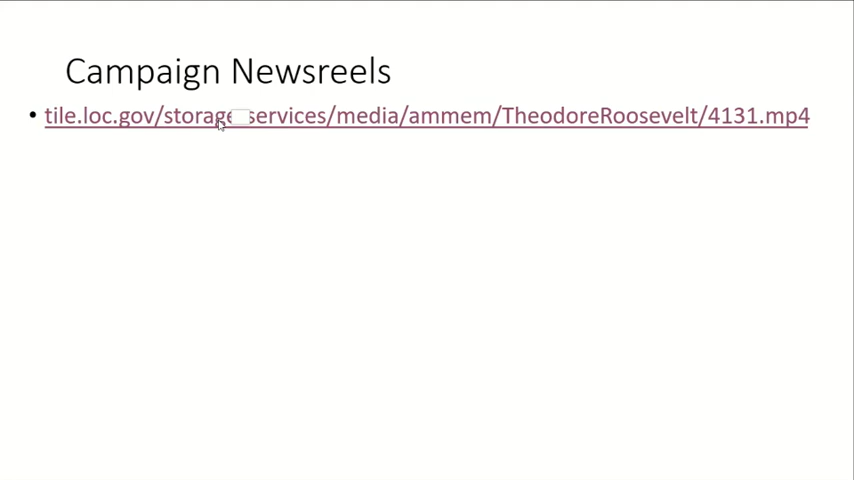 Campaign Newsreels
• tile.loc.gov/storage services/media/ammem/TheodoreRoosevelt/4131.mp4